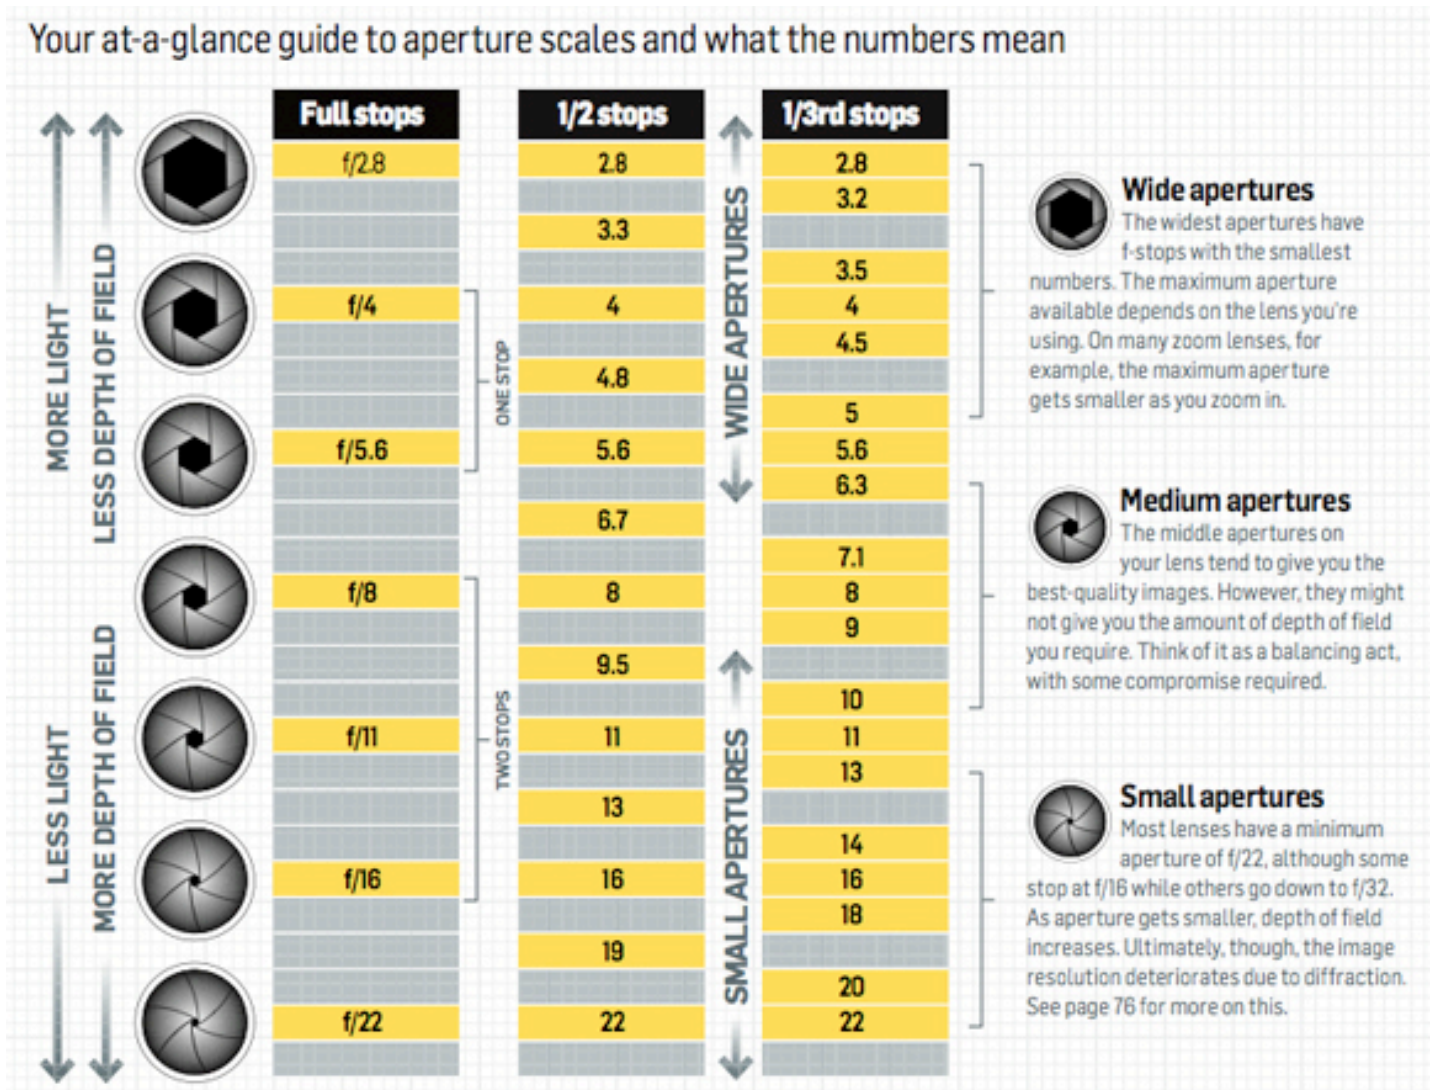 Your at-a-glance guide to aperture scales and what the numbers mean
MORE LIGHT
LESS DEPTH OF FIELD
LESS LIGHT
MORE DEPTH OF FIELD
Full stops
f/2.8
f/4
f/5.6
f/8
f/11
f/16
f/22
ONE STOP
TWO STOPS
1/2 stops
2.8
3.3
4
4.8
5.6
6.7
8
9.5
11
13
16
19
22
WIDE APERTURES
SMALL APERTURES
1/3rd stops
2.8
3.2
3.5
4
4.5
5
5.6
6.3
7.1
8
9
10
11
13
14
16
18
20
22
Wide apertures
The widest apertures have
f-stops with the smallest
numbers. The maximum aperture
available depends on the lens you're
using. On many zoom lenses, for
example, the maximum aperture
gets smaller as you zoom in.
Medium apertures
The middle apertures on
your lens tend to give you the
best-quality images. However, they might
not give you the amount of depth of field
you require. Think of it as a balancing act,
with some compromise required.
Small apertures
Most lenses have a minimum
aperture of f/22, although some
stop at f/16 while others go down to f/32.
As aperture gets smaller, depth of field
increases. Ultimately, though, the image
resolution deteriorates due to diffraction.
See page 76 for more on this.